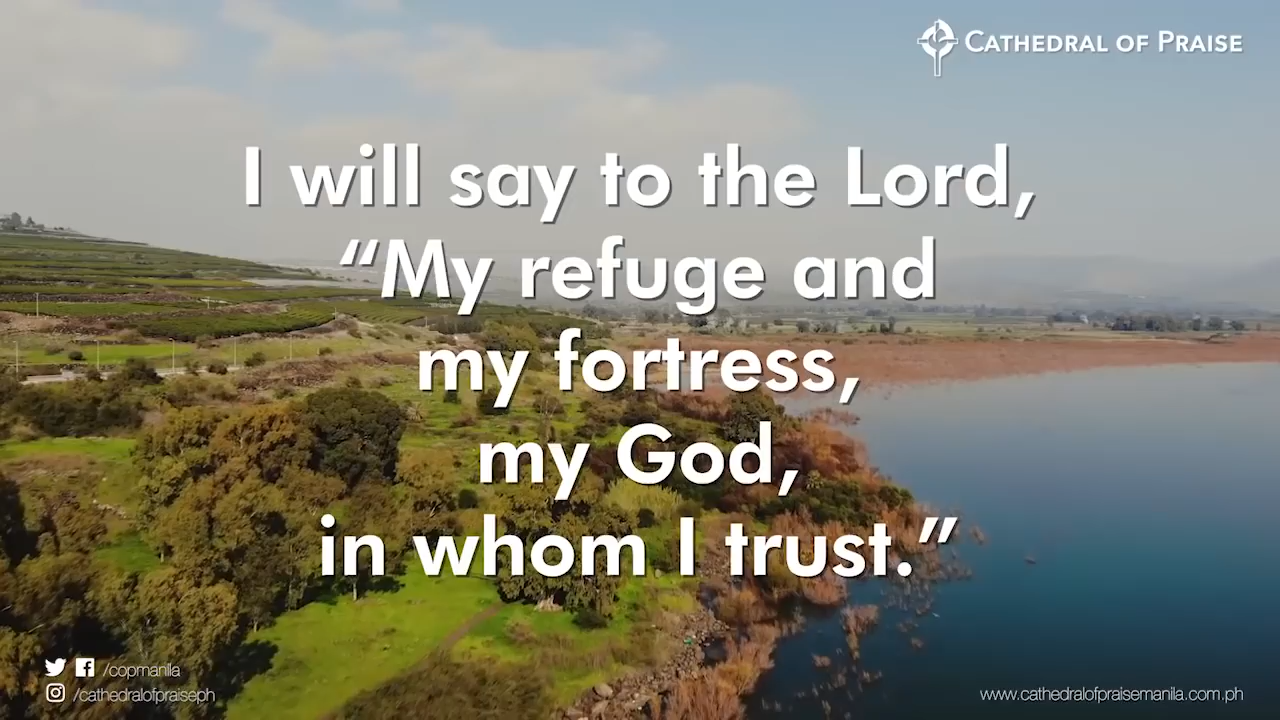 CATHEDRAL OF PRAISE
I will say to the Lord,
“My refuge and
my fortress,
my God,
in whom I trust.”
/copmanila
/cathedralofpraiseph
www.cathedralofpraisemanila.com.ph